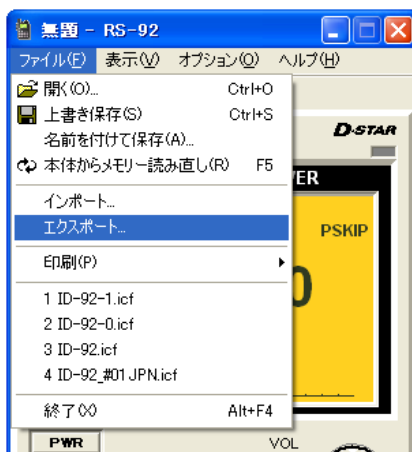 無題 - RS-92
ファイル(F) 表示(V) オプション(O) ヘルプ(H)
開く(O)... Ctrl+O
上書き保存(S) Ctrl+S
名前を付けて保存(A)...
本体からメモリー読み直し(R) F5
インポート...
エクスポート...
印刷(P)
1 ID-92-1.icf
2 ID-92-0.icf
3 ID-92.icf
4 ID-92_#01JPN.icf
終了(X) Alt+F4
D-STAR
PSKIP
PWR
VOL